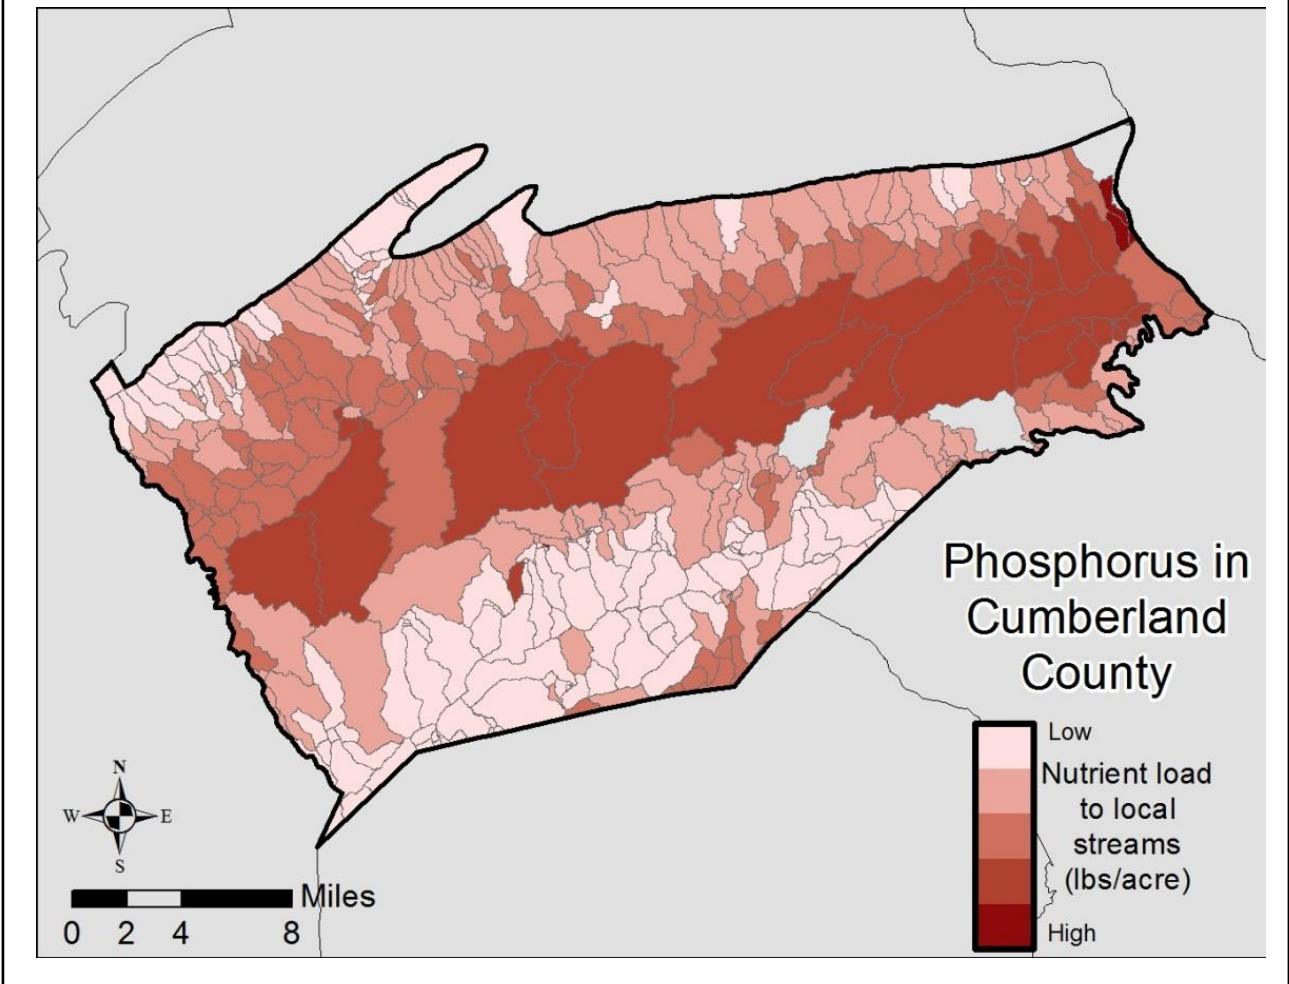 Phosphorus in
Cumberland
County
Low
Nutrient load
to local
streams
(lbs/acre)
High
N
W E
S
Miles
0 2 4 8